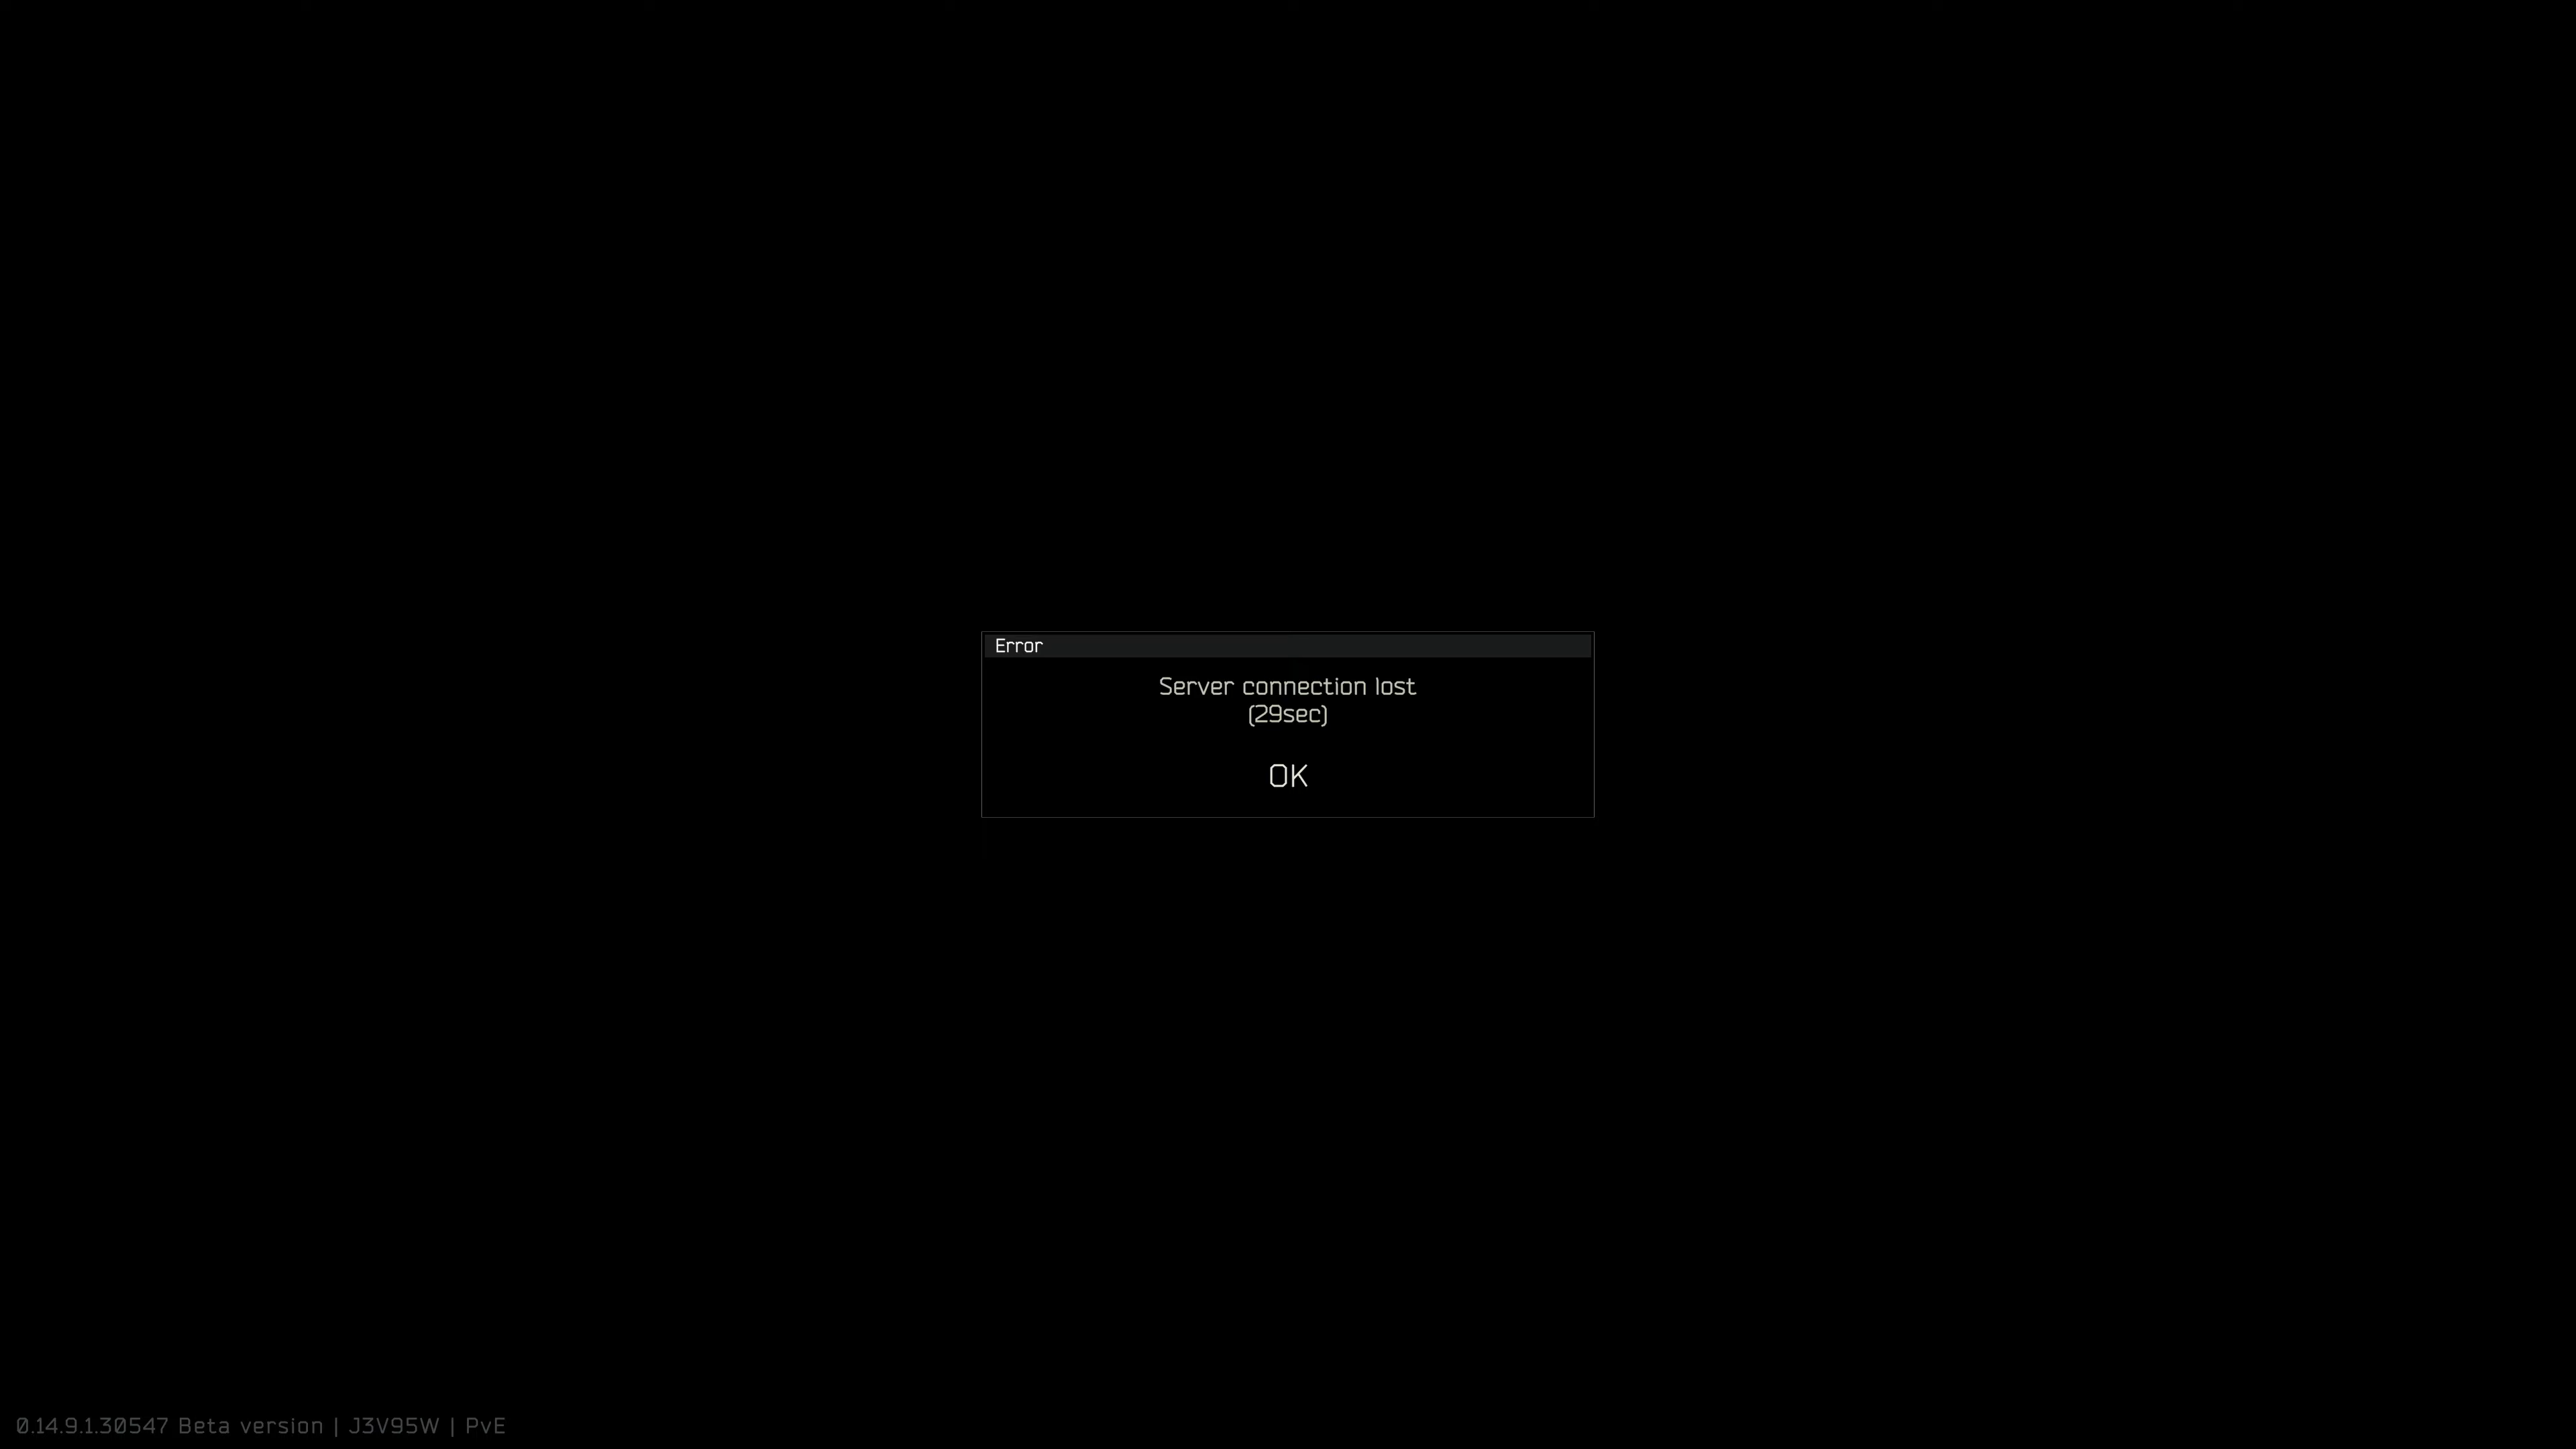 Error
Server connection lost
(29sec)
OK
0.14.9.1.30547 Beta version | J3V95W | PvE